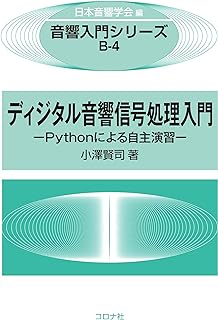 日本音響学会 編
音響入門シリーズ
B-4
ディジタル音響信号処理入門
−Pythonによる自主演習−
小澤賢司 著
コロナ社